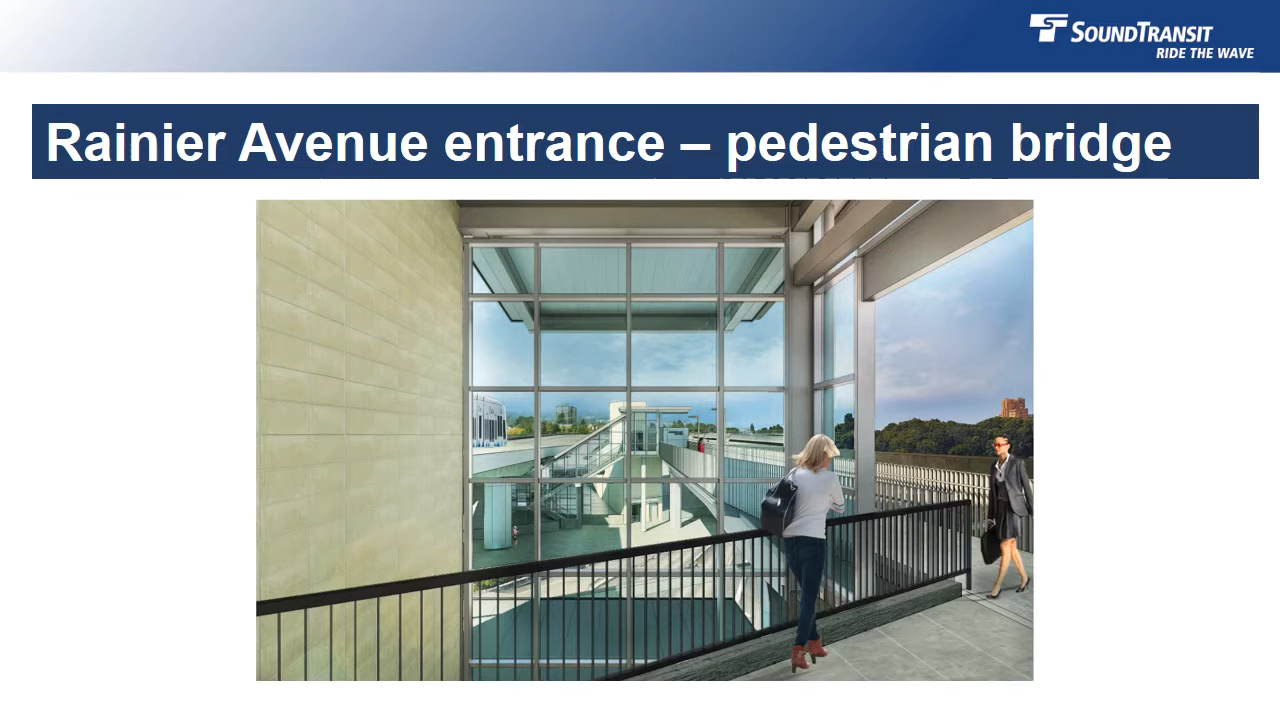 SOUNDTRANSIT
RIDE THE WAVE
Rainier Avenue entrance – pedestrian bridge